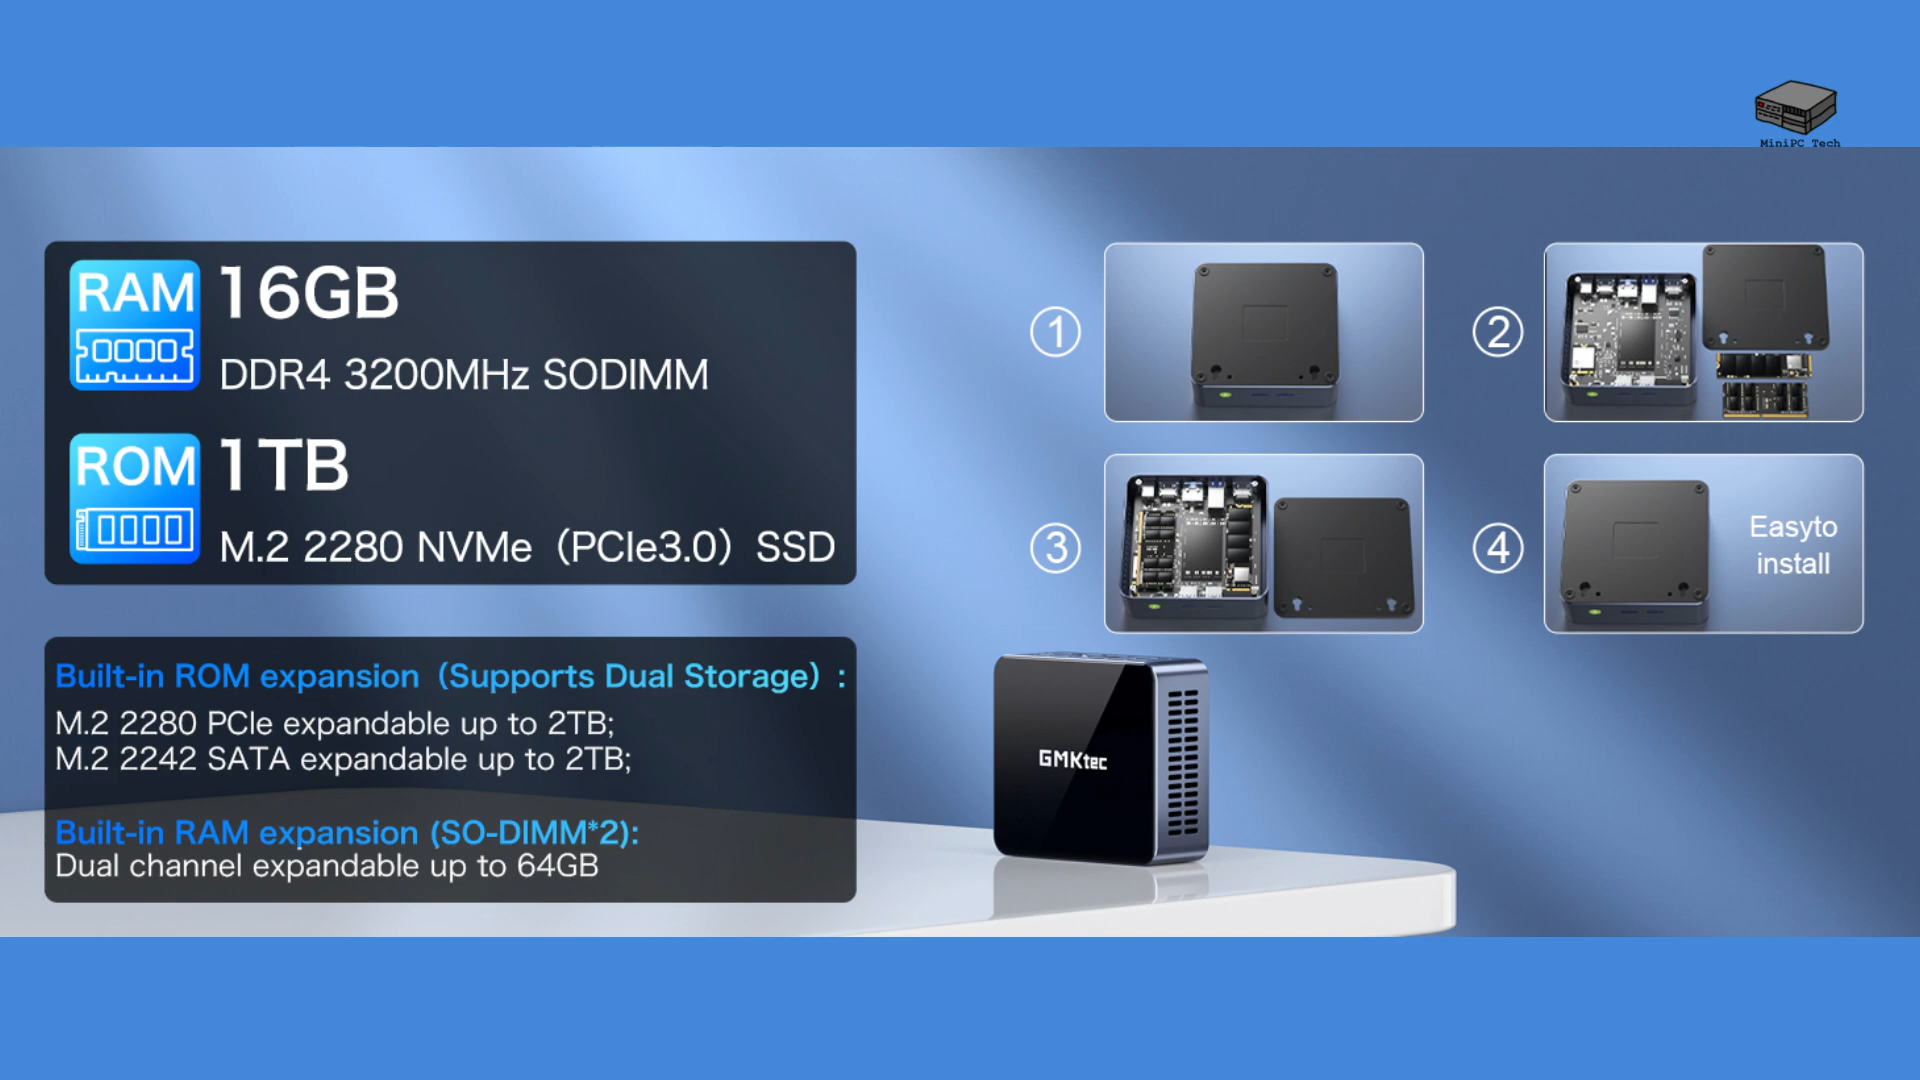 MiniPC Tech
RAM
16GB
DDR4 3200MHz SODIMM
ROM
1TB
M.2 2280 NVMe（PCIe3.0）SSD
Built-in ROM expansion（Supports Dual Storage）:
M.2 2280 PCIe expandable up to 2TB;
M.2 2242 SATA expandable up to 2TB;
Built-in RAM expansion (SO-DIMM*2):
Dual channel expandable up to 64GB
1
2
3
4
Easyto
install
GMKtec